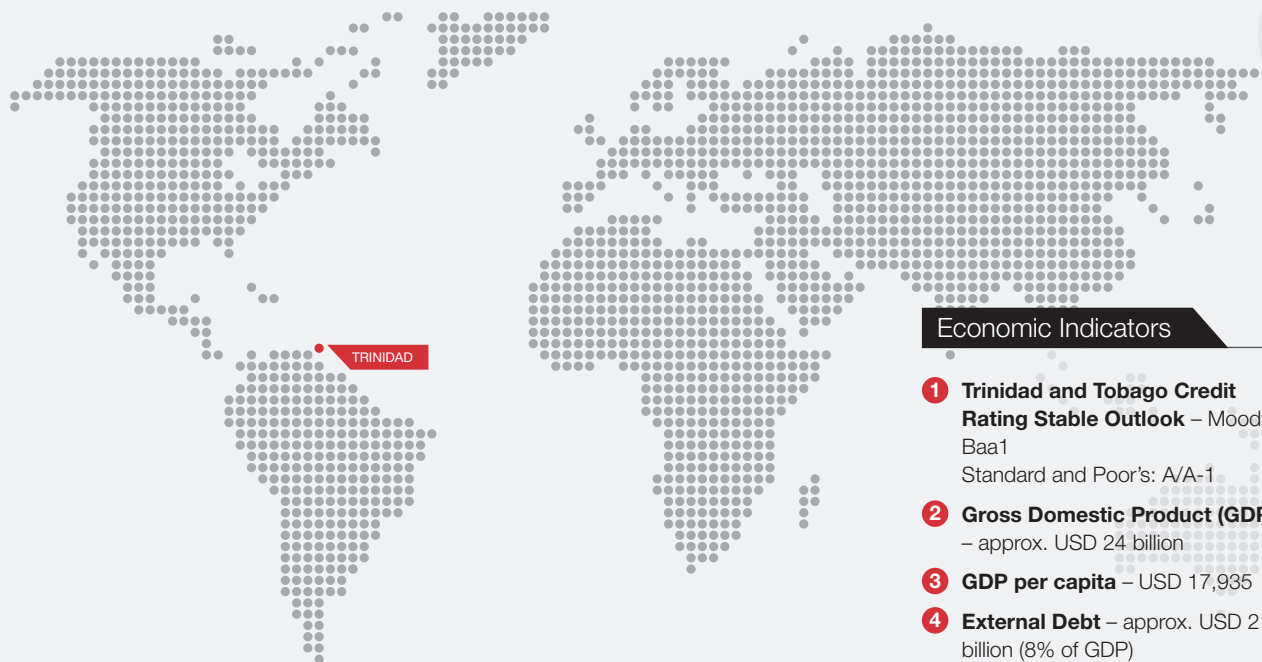 TRINIDAD
Economic Indicators
1 Trinidad and Tobago Credit
Rating Stable Outlook – Mood
Baa1
Standard and Poor's: A/A-1
2 Gross Domestic Product (GDP
– approx. USD 24 billion
3 GDP per capita – USD 17,935
4 External Debt – approx. USD 2
billion (8% of GDP)